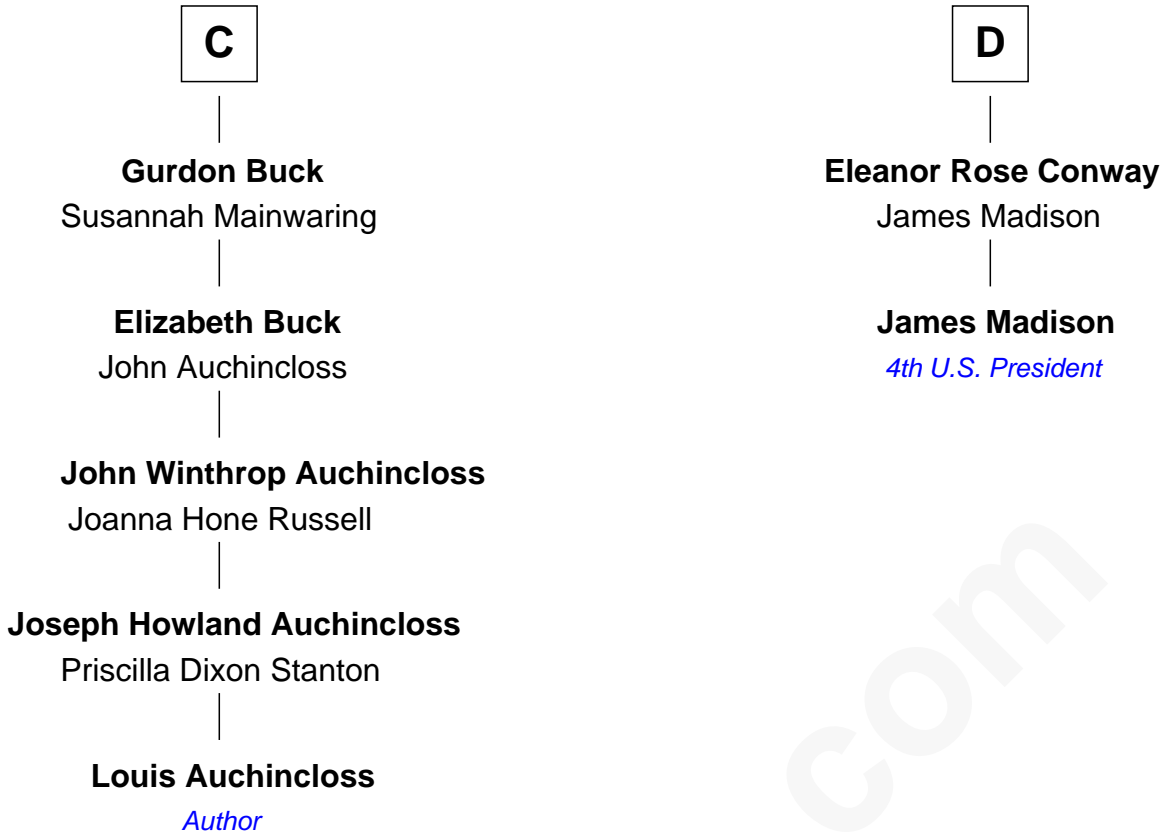 C
Gurdon Buck
Susannah Mainwaring
Elizabeth Buck
John Auchincloss
John Winthrop Auchincloss
Joanna Hone Russell
Joseph Howland Auchincloss
Priscilla Dixon Stanton
Louis Auchincloss
Author
D
Eleanor Rose Conway
James Madison
James Madison
4th U.S. President
com